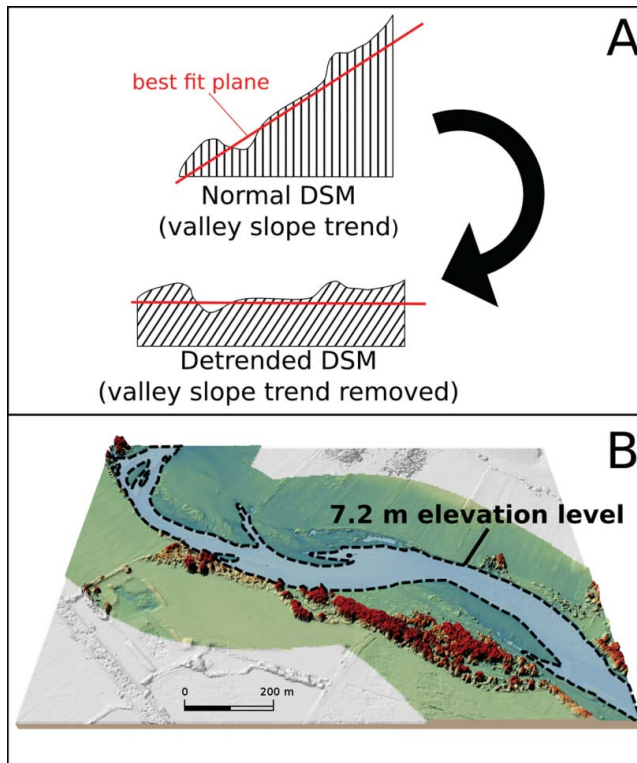 A
best fit plane
Normal DSM
(valley slope trend)
Detrended DSM
(valley slope trend removed)
B
7.2 m elevation level
0 200 m